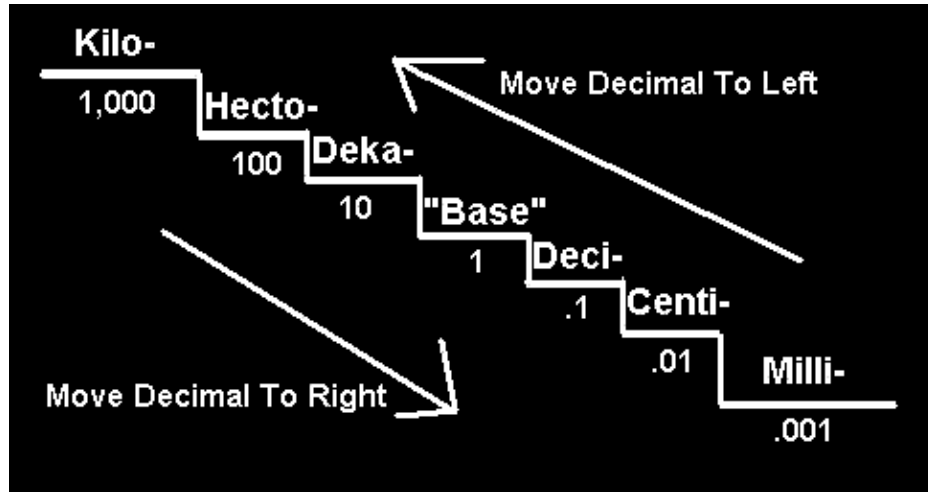 Kilo-
1,000
Move Decimal To Left
Hecto-
100
Deka-
10
"Base"
1
Deci-
.1
Centi-
.01
Milli-
.001
Move Decimal To Right